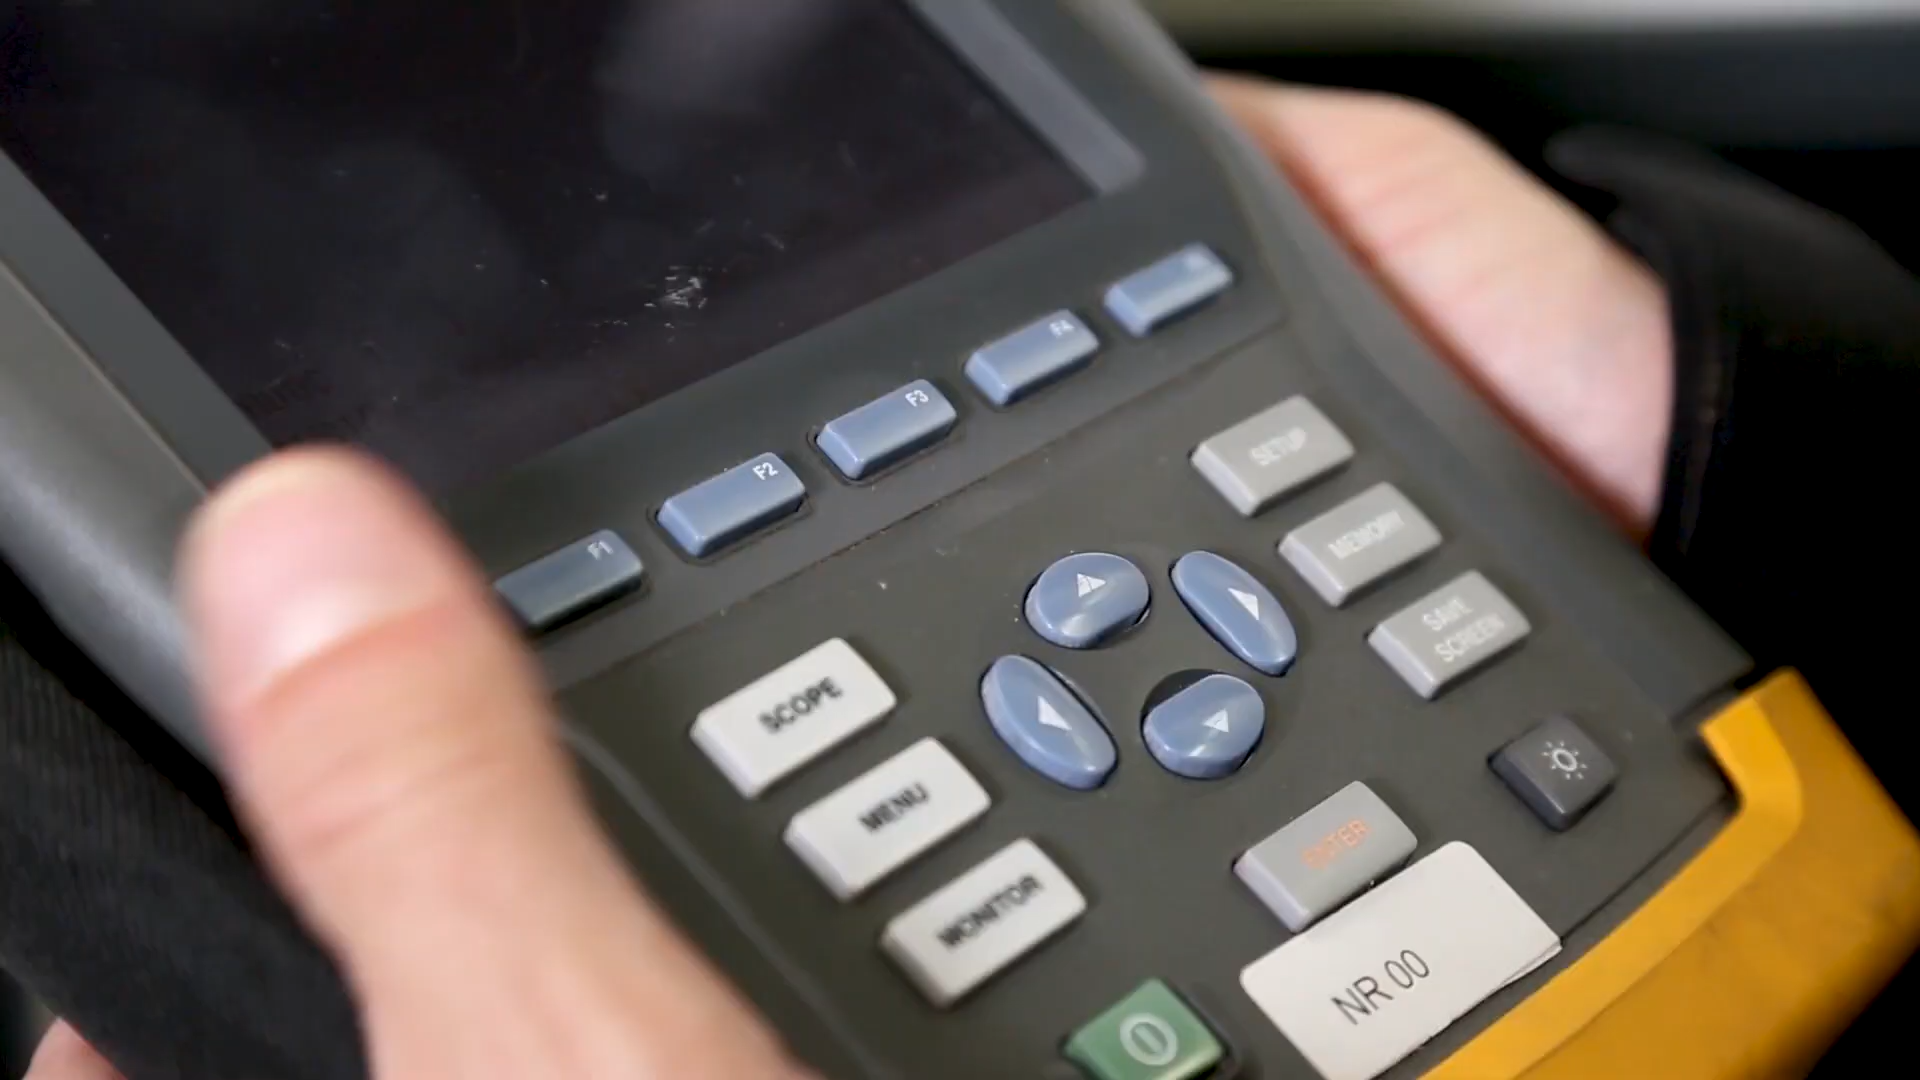 F1
F2
F3
F4
SETUP
MEMORY
SAVE
SCREEN
SCOPE
MENU
MONITOR
ENTER
NR 00